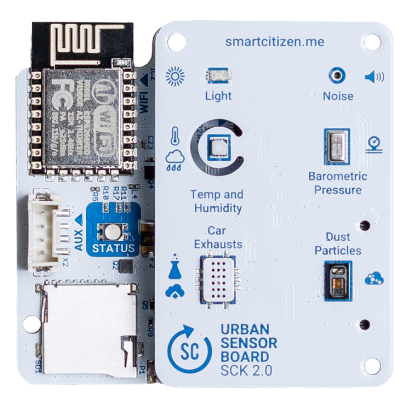 smartcitizen.me
Light
Noise
Temp and
Humidity
Barometric
Pressure
Car
Exhausts
Dust
Particles
SC
URBAN
SENSOR
BOARD
SCK 2.0
WIFI
WiFi
AUX
STATUS